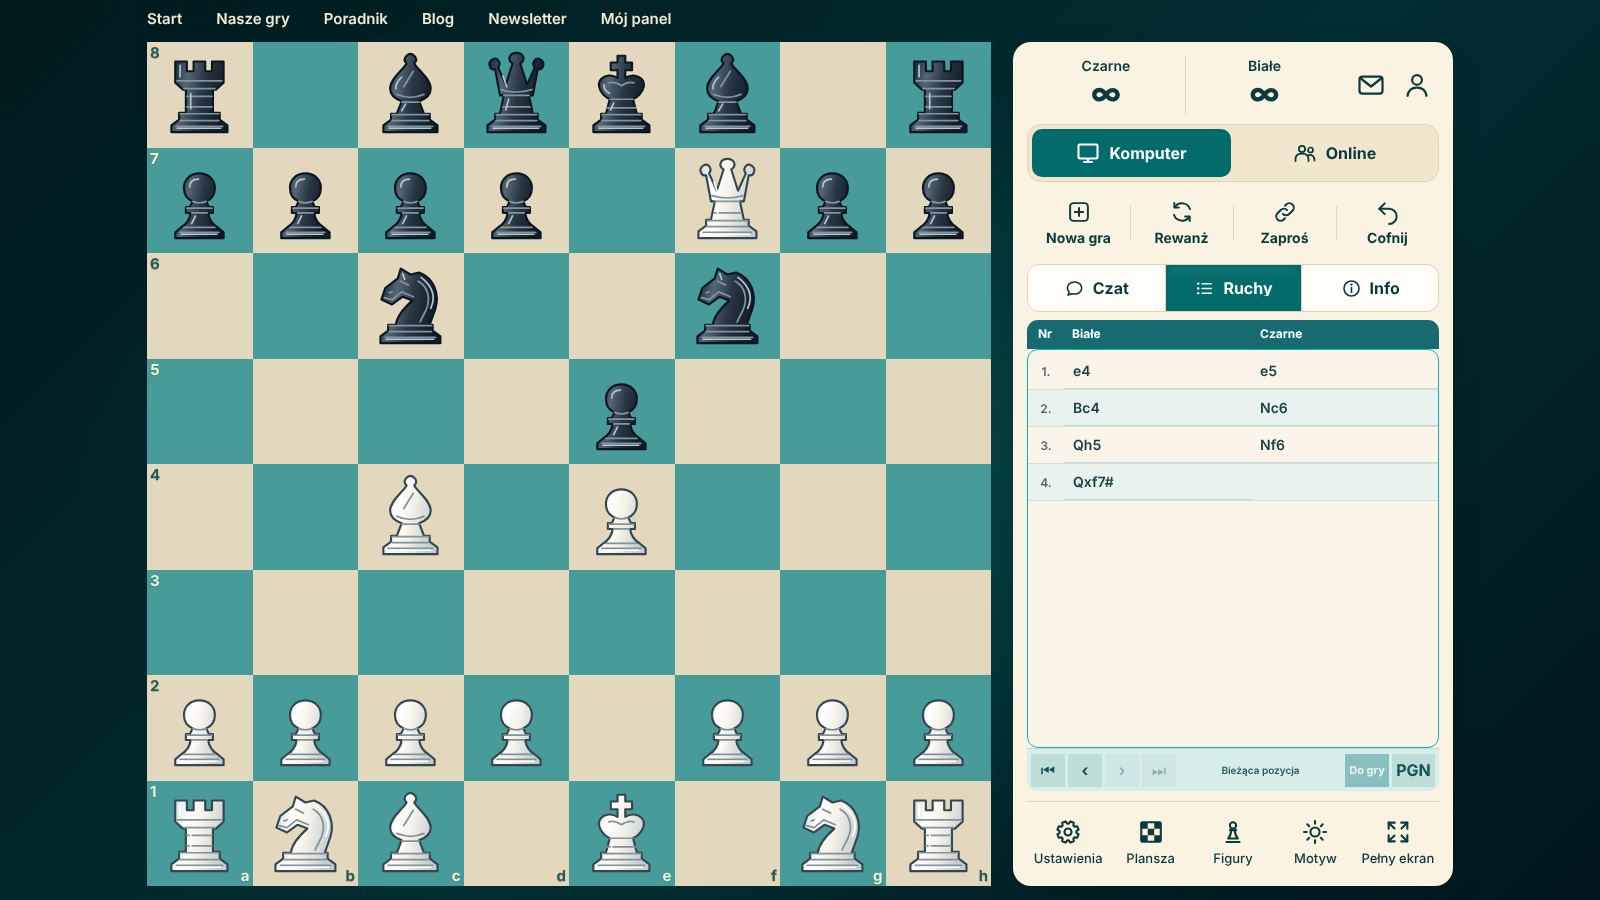 Start Nasze gry Poradnik Blog Newsletter Mój panel
8
7
6
5
4
3
2
1
a b c d e f g h
Czarne Białe
∞ ∞
Komputer Online
Nowa gra Rewanż Zaproś Cofnij
Czat Ruchy Info
Nr Białe Czarne
1. e4 e5
2. Bc4 Nc6
3. Qh5 Nf6
4. Qxf7#
Bieżąca pozycja Do gry PGN
Ustawienia Plansza Figury Motyw Pełny ekran